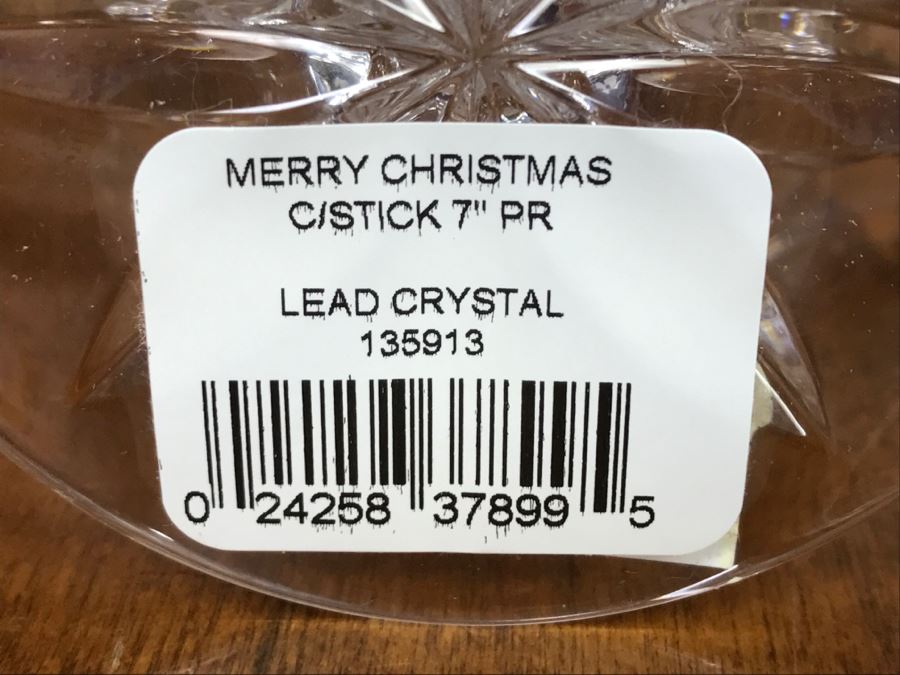 MERRY CHRISTMAS
C/STICK 7" PR
LEAD CRYSTAL
135913
0 24258 37899 5